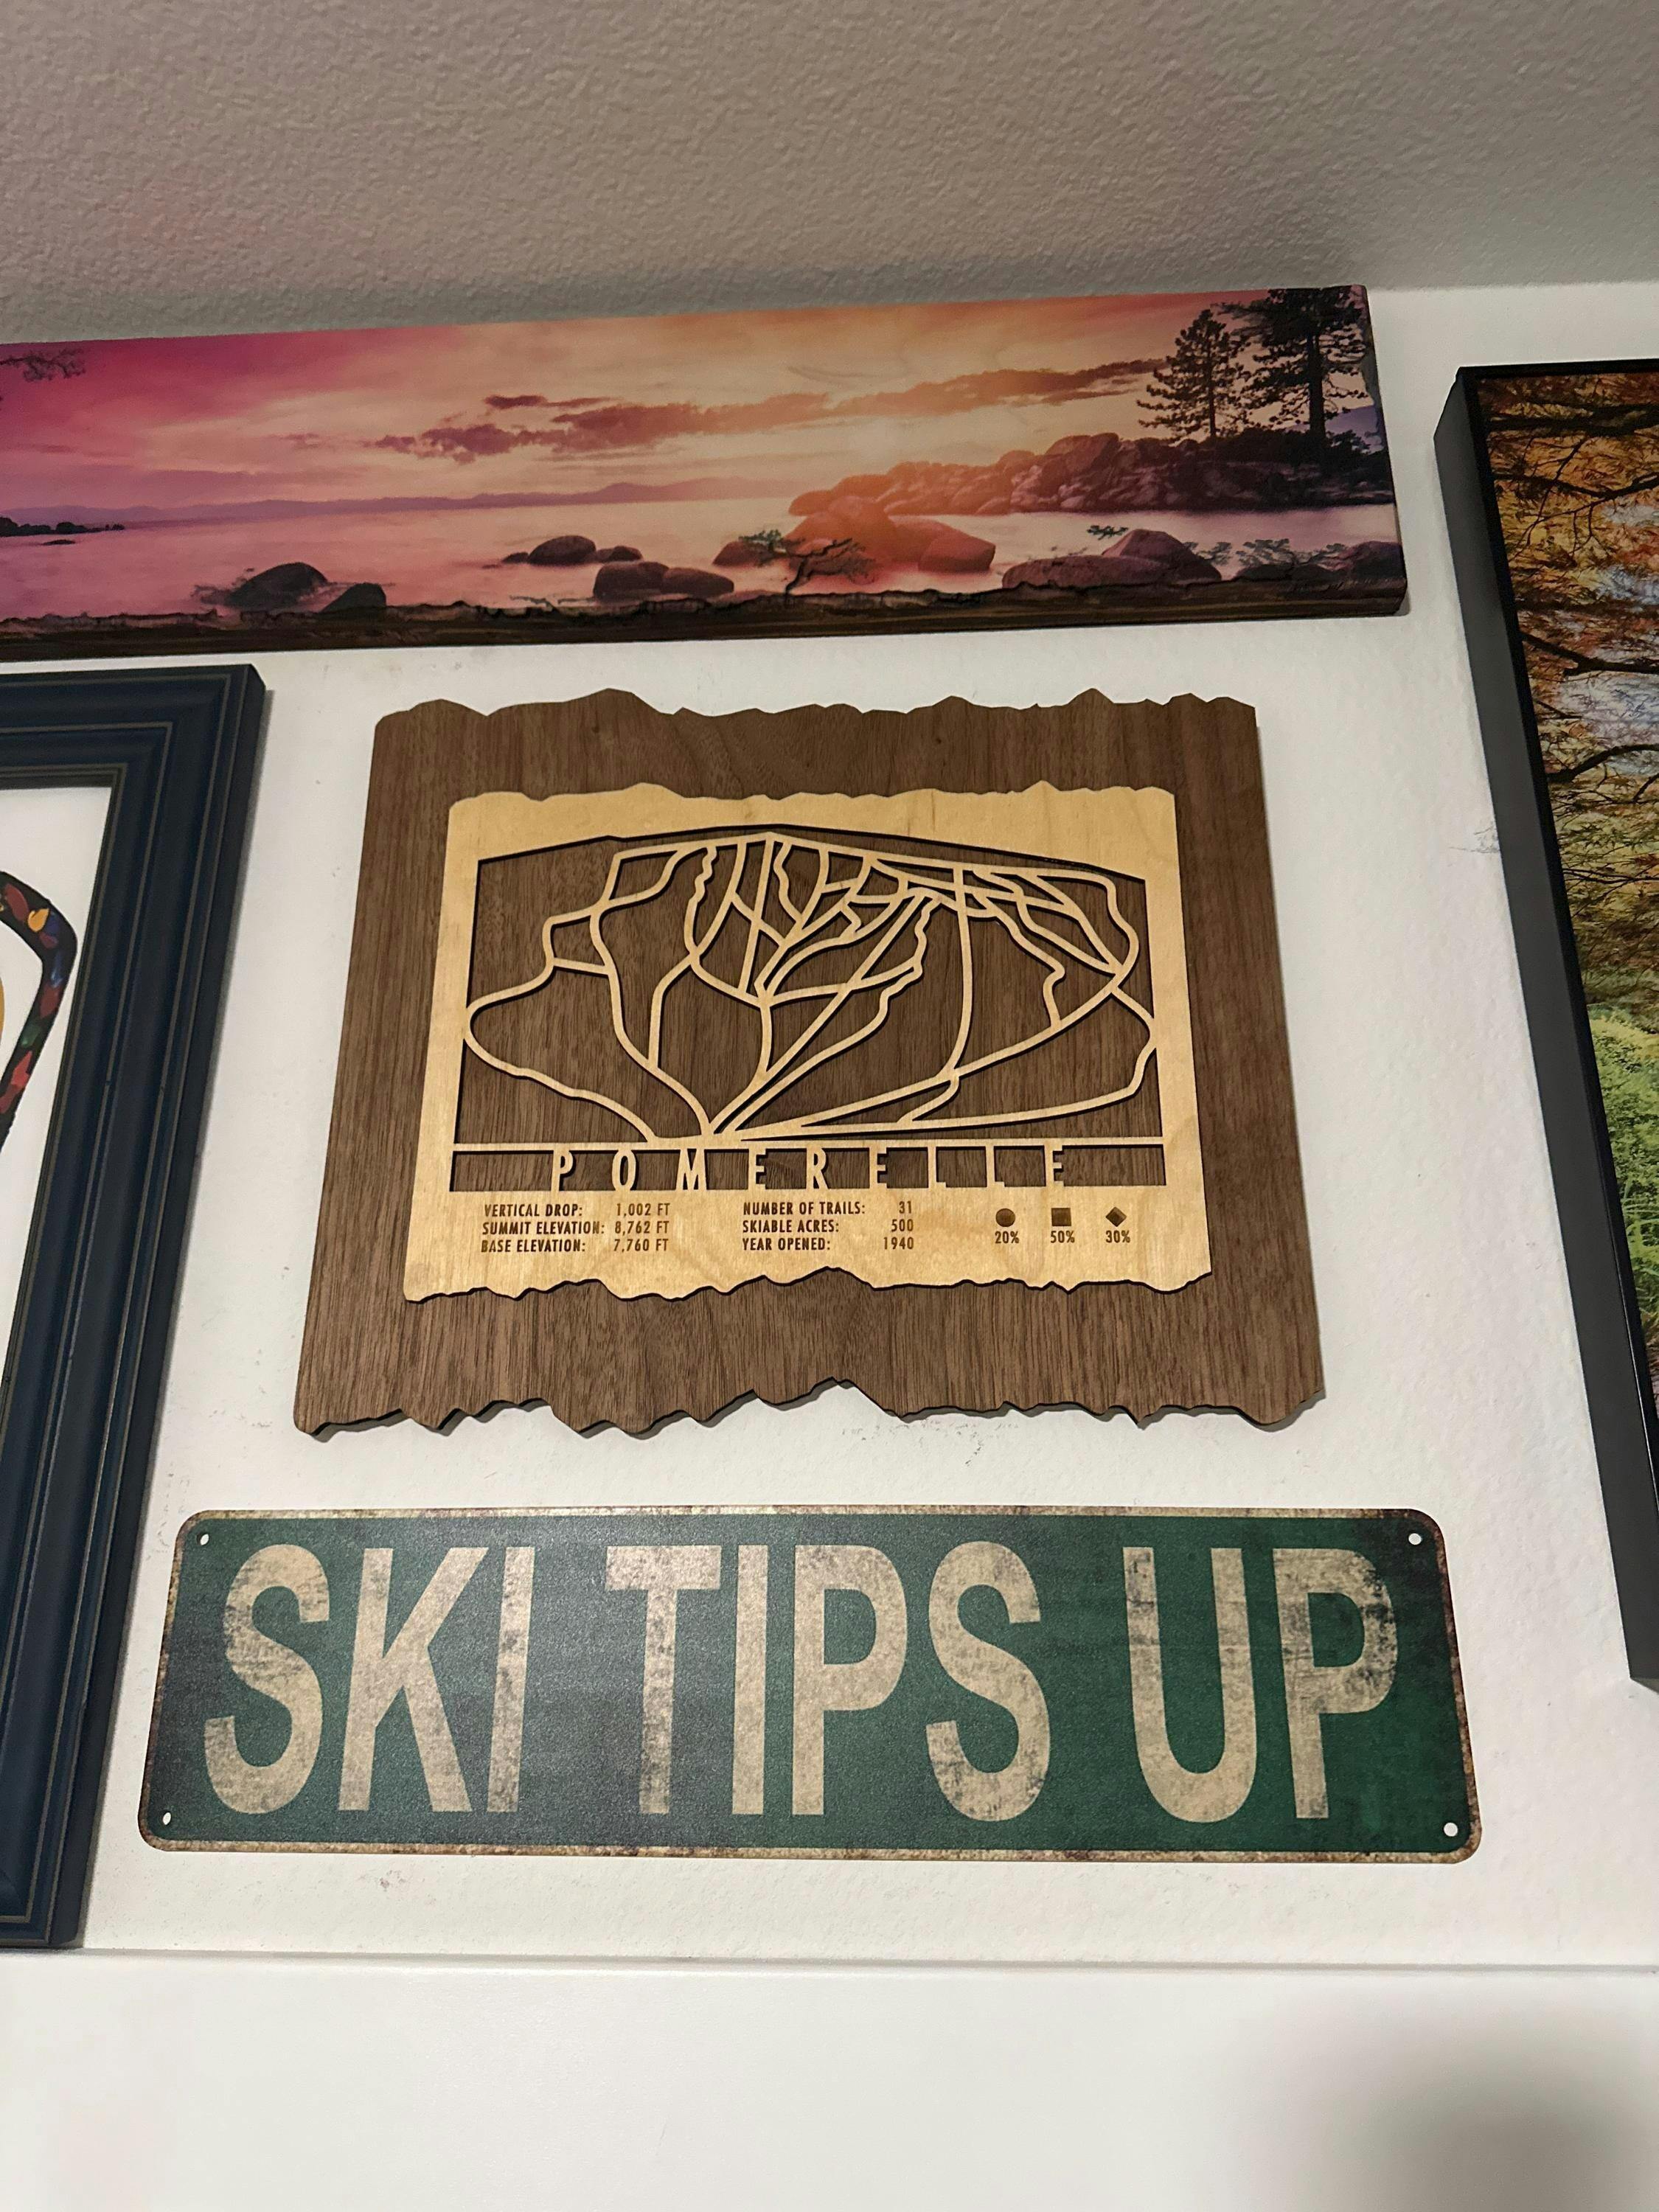 POMERELLE
VERTICAL DROP: 1,002 FT
SUMMIT ELEVATION: 8,762 FT
BASE ELEVATION: 7,760 FT
NUMBER OF TRAILS: 31
SKIABLE ACRES: 500
YEAR OPENED: 1940
20% 50% 30%
SKI TIPS UP